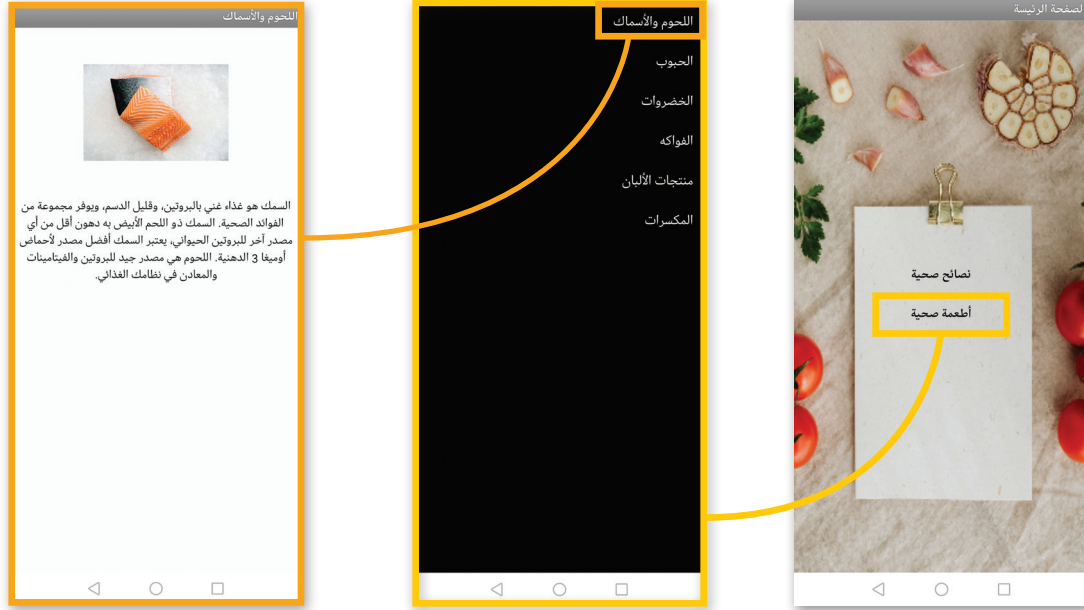 الصفحة الرئيسة
نصائح صحية
أطعمة صحية
اللحوم والأسماك
الحبوب
الخضروات
الفواكه
منتجات الألبان
المكسرات
اللحوم والأسماك
السمك هو غذاء غني بالبروتين، وقليل الدسم، ويوفر مجموعة من
الفوائد الصحية. السمك ذو اللحم الأبيض به دهون أقل من أي
مصدر آخر للبروتين الحيواني، يعتبر السمك أفضل مصدر لأحماض
أوميغا 3 الدهنية. اللحوم هي مصدر جيد للبروتين والفيتامينات
والمعادن في نظامك الغذائي.